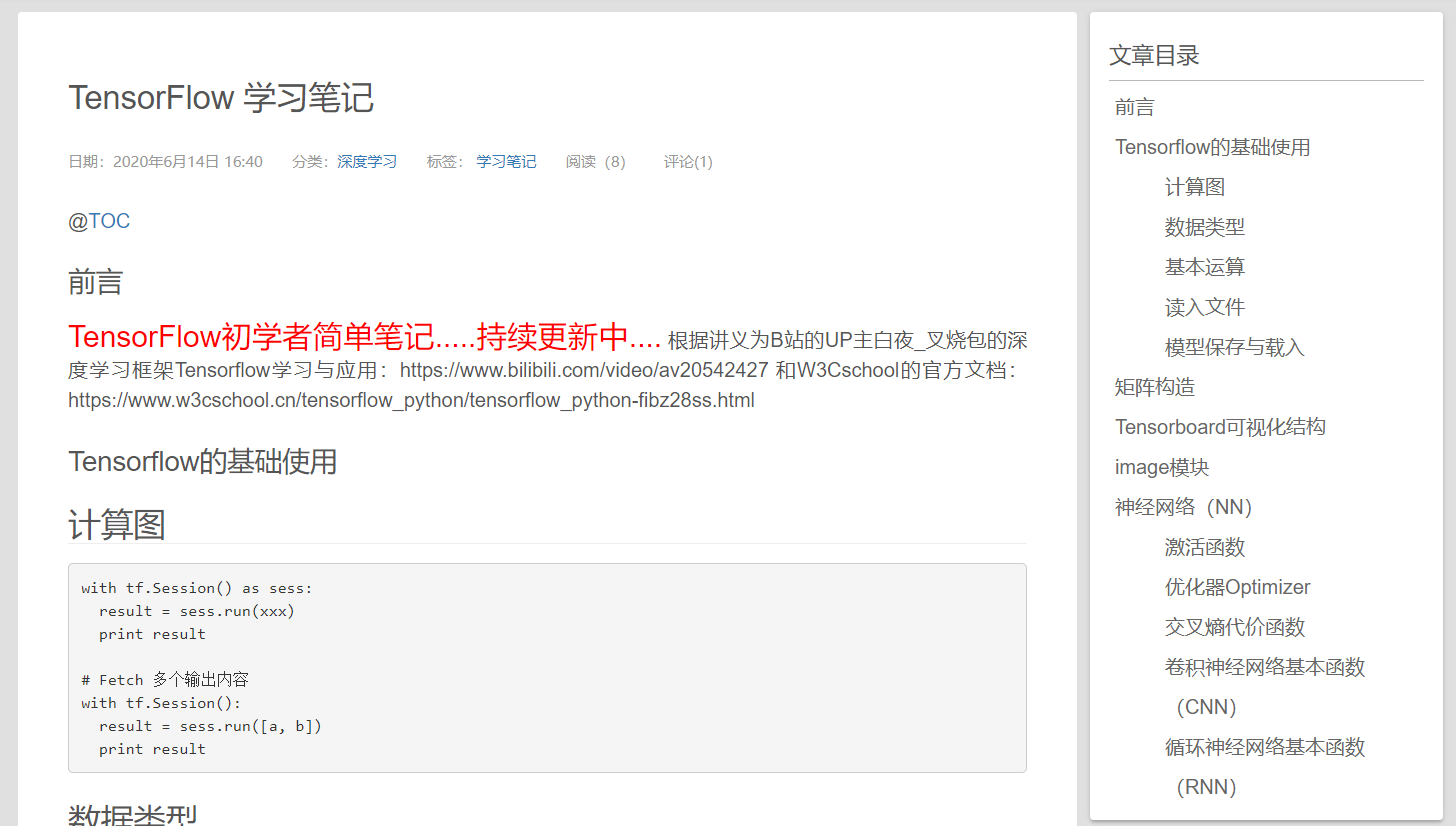 TensorFlow 学习笔记
日期：2020年6月14日 16:40 分类：深度学习 标签： 学习笔记 阅读（8） 评论(1)
@TOC
前言
TensorFlow初学者简单笔记.....持续更新中.... 根据讲义为B站的UP主白夜_叉烧包的深
度学习框架Tensorflow学习与应用：https://www.bilibili.com/video/av20542427 和W3Cschool的官方文档：
https://www.w3cschool.cn/tensorflow_python/tensorflow_python-fibz28ss.html
Tensorflow的基础使用
计算图
with tf.Session() as sess:
  result = sess.run(xxx)
  print result
# Fetch 多个输出内容
with tf.Session():
  result = sess.run([a, b])
  print result
数据类型
文章目录
前言
Tensorflow的基础使用
计算图
数据类型
基本运算
读入文件
模型保存与载入
矩阵构造
Tensorboard可视化结构
image模块
神经网络（NN）
激活函数
优化器Optimizer
交叉熵代价函数
卷积神经网络基本函数
（CNN）
循环神经网络基本函数
（RNN）